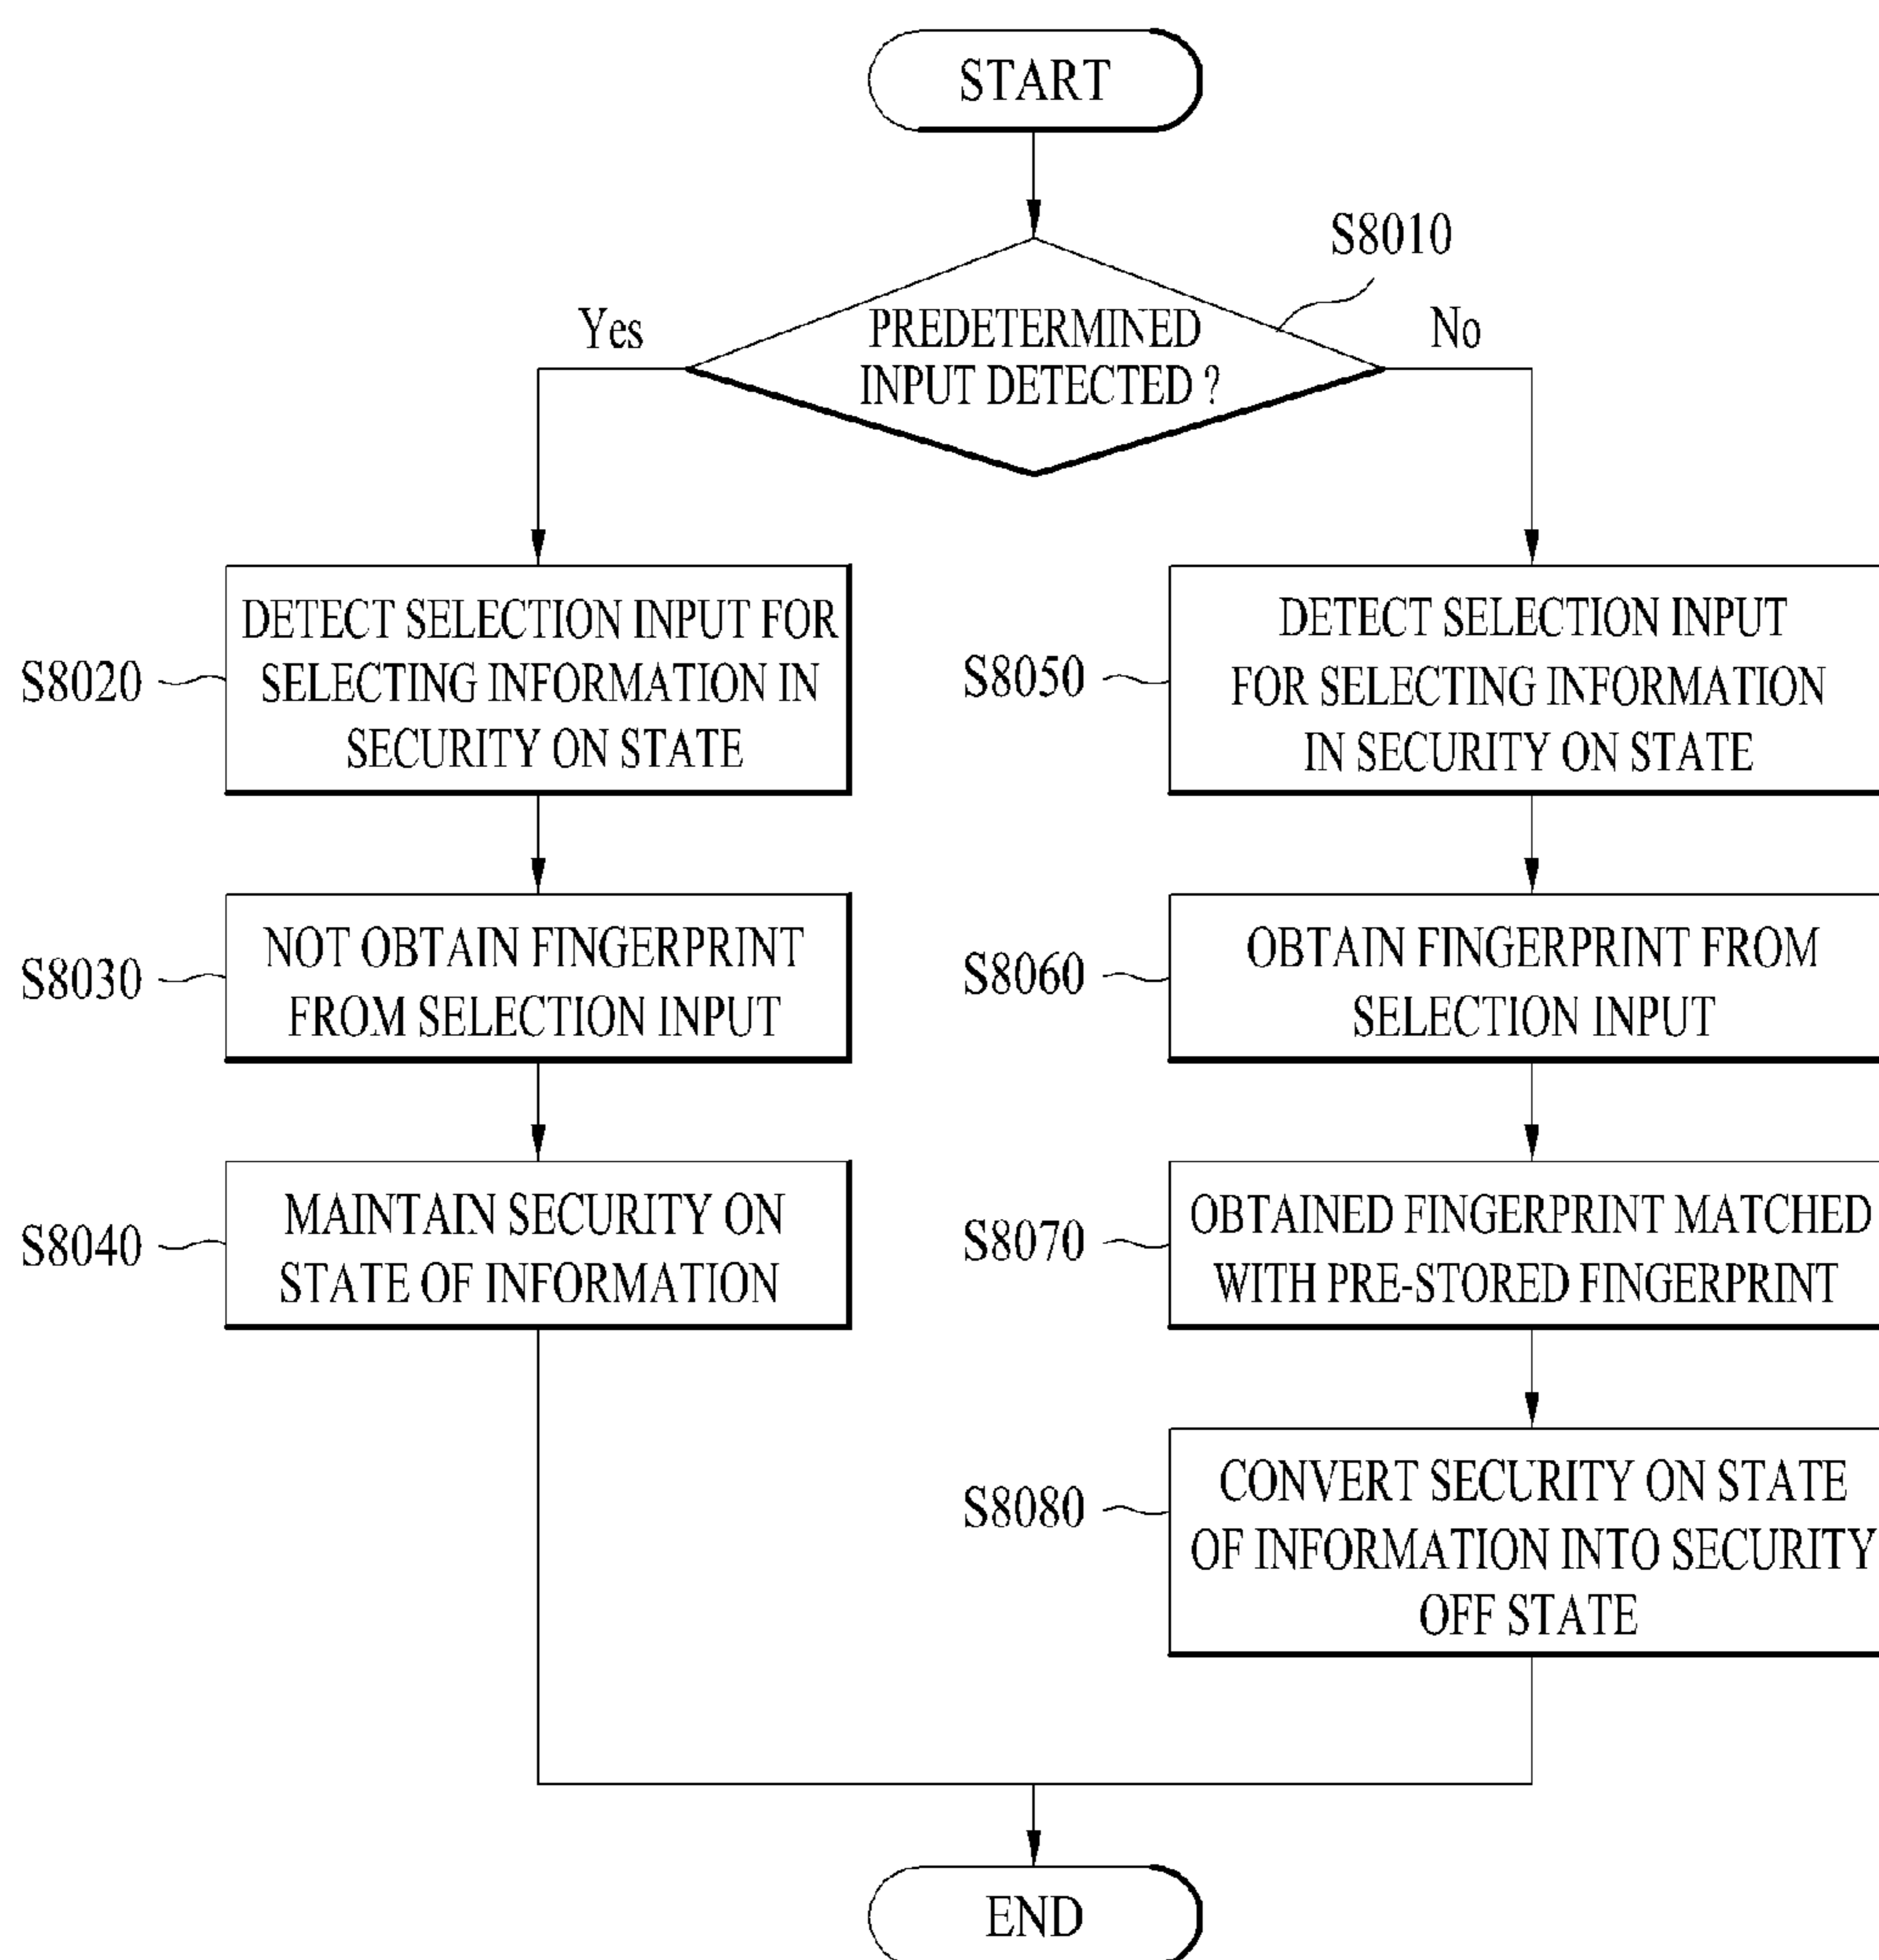 START
S8010
Yes
No
PREDETERMINED
INPUT DETECTED ?
S8020
DETECT SELECTION INPUT FOR
SELECTING INFORMATION IN
SECURITY ON STATE
S8030
NOT OBTAIN FINGERPRINT
FROM SELECTION INPUT
S8040
MAINTAIN SECURITY ON
STATE OF INFORMATION
S8050
DETECT SELECTION INPUT
FOR SELECTING INFORMATION
IN SECURITY ON STATE
S8060
OBTAIN FINGERPRINT FROM
SELECTION INPUT
S8070
OBTAINED FINGERPRINT MATCHED
WITH PRE-STORED FINGERPRINT
S8080
CONVERT SECURITY ON STATE
OF INFORMATION INTO SECURITY
OFF STATE
END